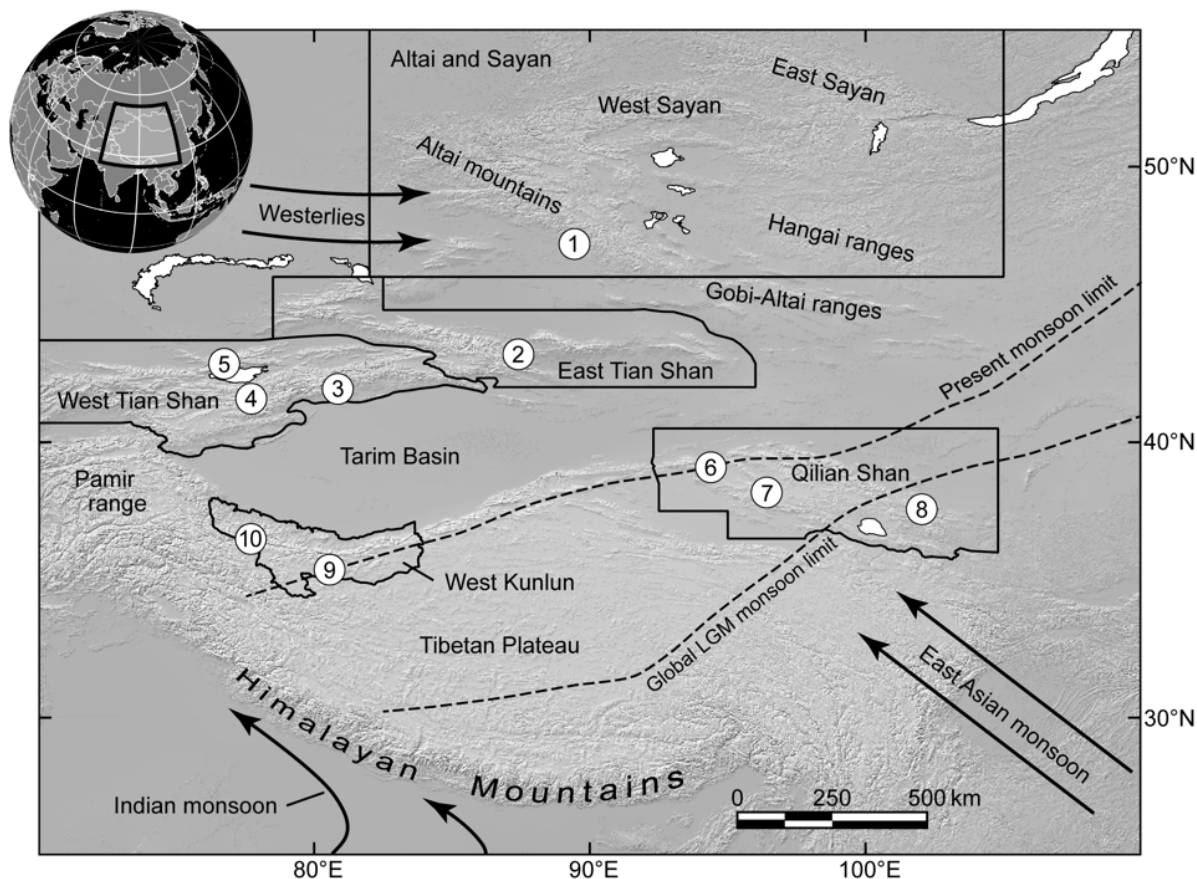 Altai and Sayan
East Sayan
West Sayan
Altai mountains
50°N
Westerlies
1
Hangai ranges
Gobi-Altai ranges
Present monsoon limit
2
5
East Tian Shan
3
West Tian Shan
4
40°N
Tarim Basin
6
Qilian Shan
Pamir
range
7
8
10
9
West Kunlun
Global LGM monsoon limit
Tibetan Plateau
East Asian monsoon
30°N
Himalayan Mountains
Indian monsoon
0 250 500 km
80°E 90°E 100°E